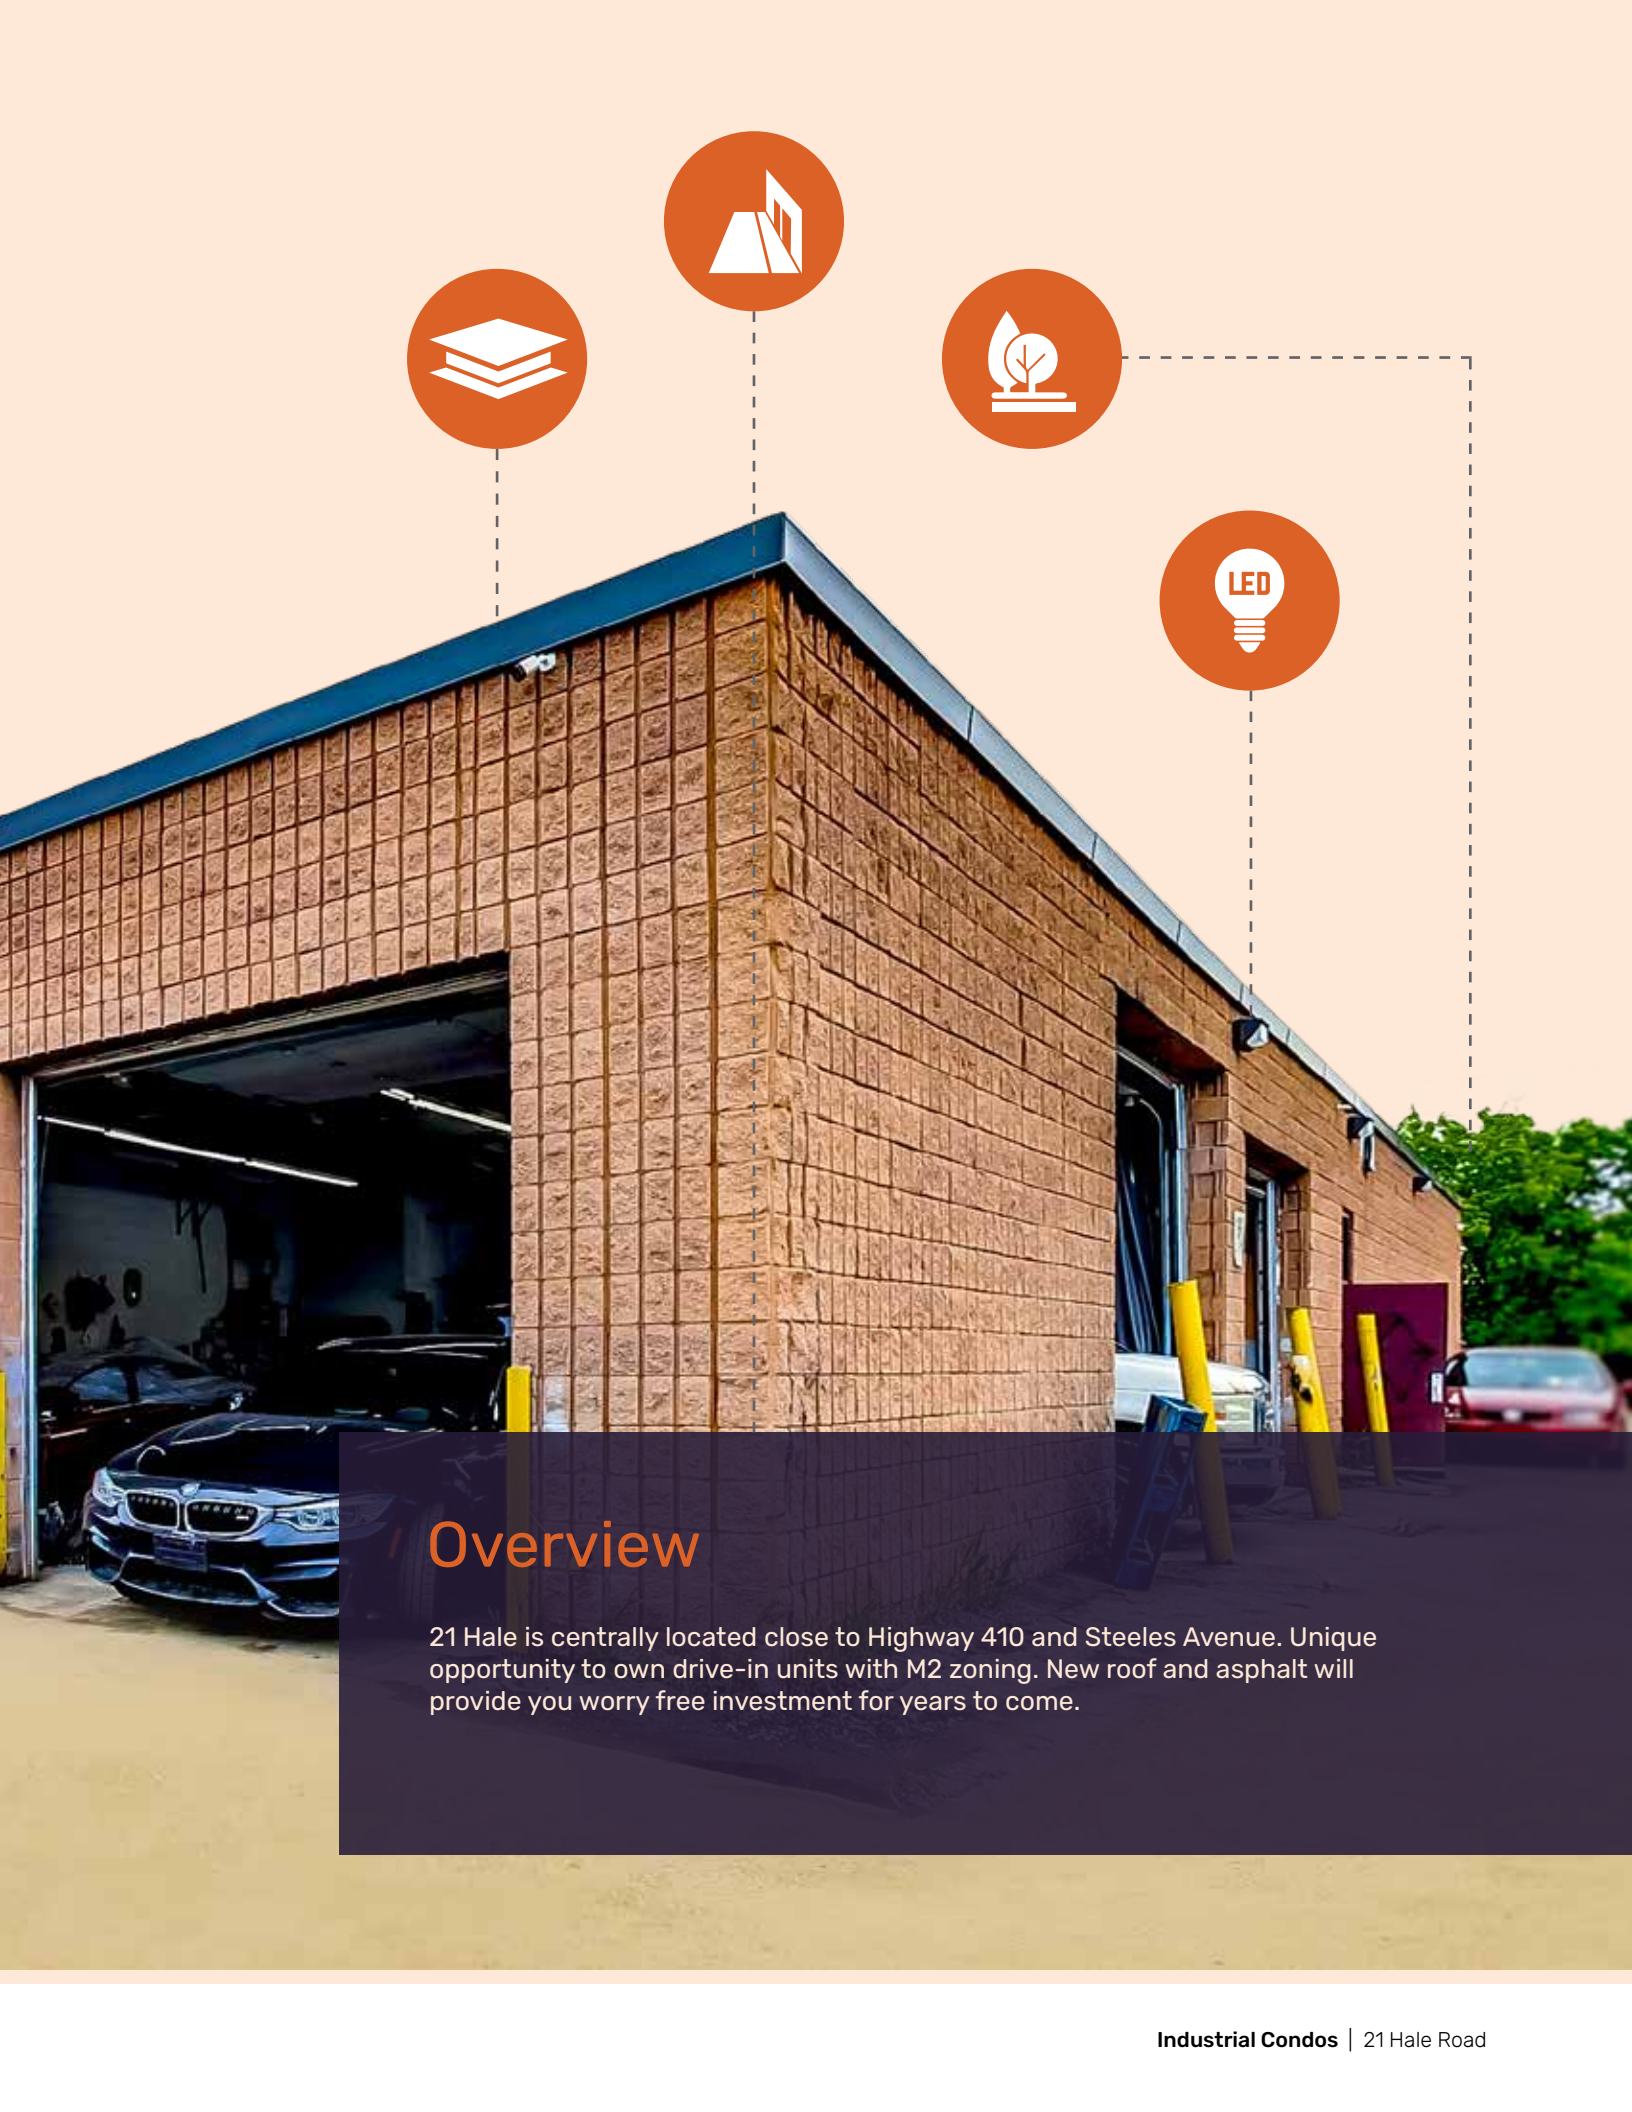 LED
Overview
21 Hale is centrally located close to Highway 410 and Steeles Avenue. Unique
opportunity to own drive-in units with M2 zoning. New roof and asphalt will
provide you worry free investment for years to come.
Industrial Condos | 21 Hale Road